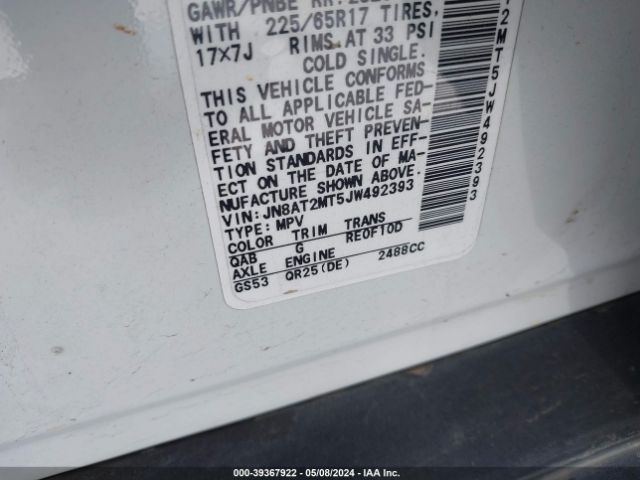 GAWR/PNBE RR:
WITH 225/65R17 TIRES,
17×7J RIMS AT 33 PSI
COLD SINGLE.
THIS VEHICLE CONFORMS
TO ALL APPLICABLE FED-
ERAL MOTOR VEHICLE SA-
FETY AND THEFT PREVEN-
TION STANDARDS IN EFF-
ECT ON THE DATE OF MA-
NUFACTURE SHOWN ABOVE.
VIN: JN8AT2MT5JW492393
TYPE: MPV
COLOR TRIM TRANS
QAB G RE0F10D
AXLE ENGINE
GS53 QR25(DE) 2488CC
T2MT5JW492393
000-39367922 - 05/08/2024 - IAA Inc.